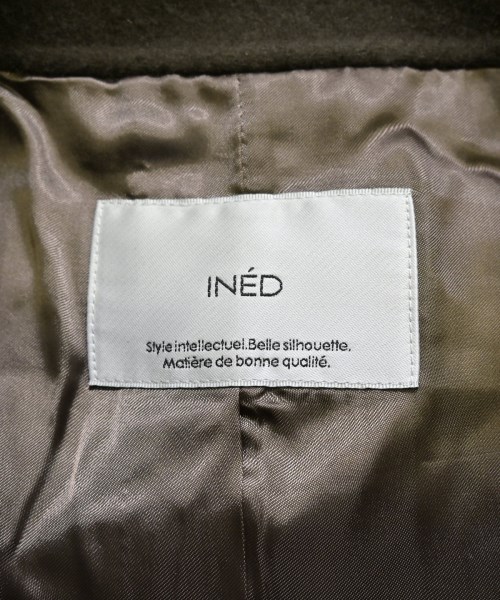 INÉD
Style intellectuel.Belle silhouette.
Matière de bonne qualité.